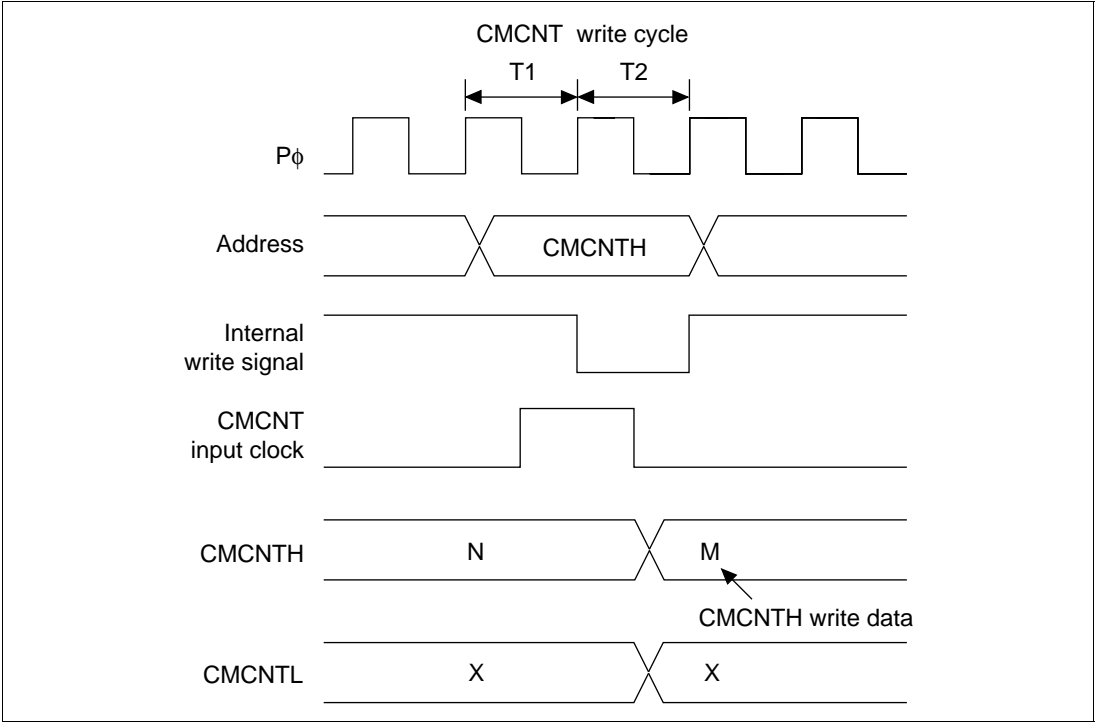 CMCNT write cycle
T1 T2
Pϕ
Address
CMCNTH
Internal
write signal
CMCNT
input clock
CMCNTH
N
M
CMCNTH write data
CMCNTL
X
X